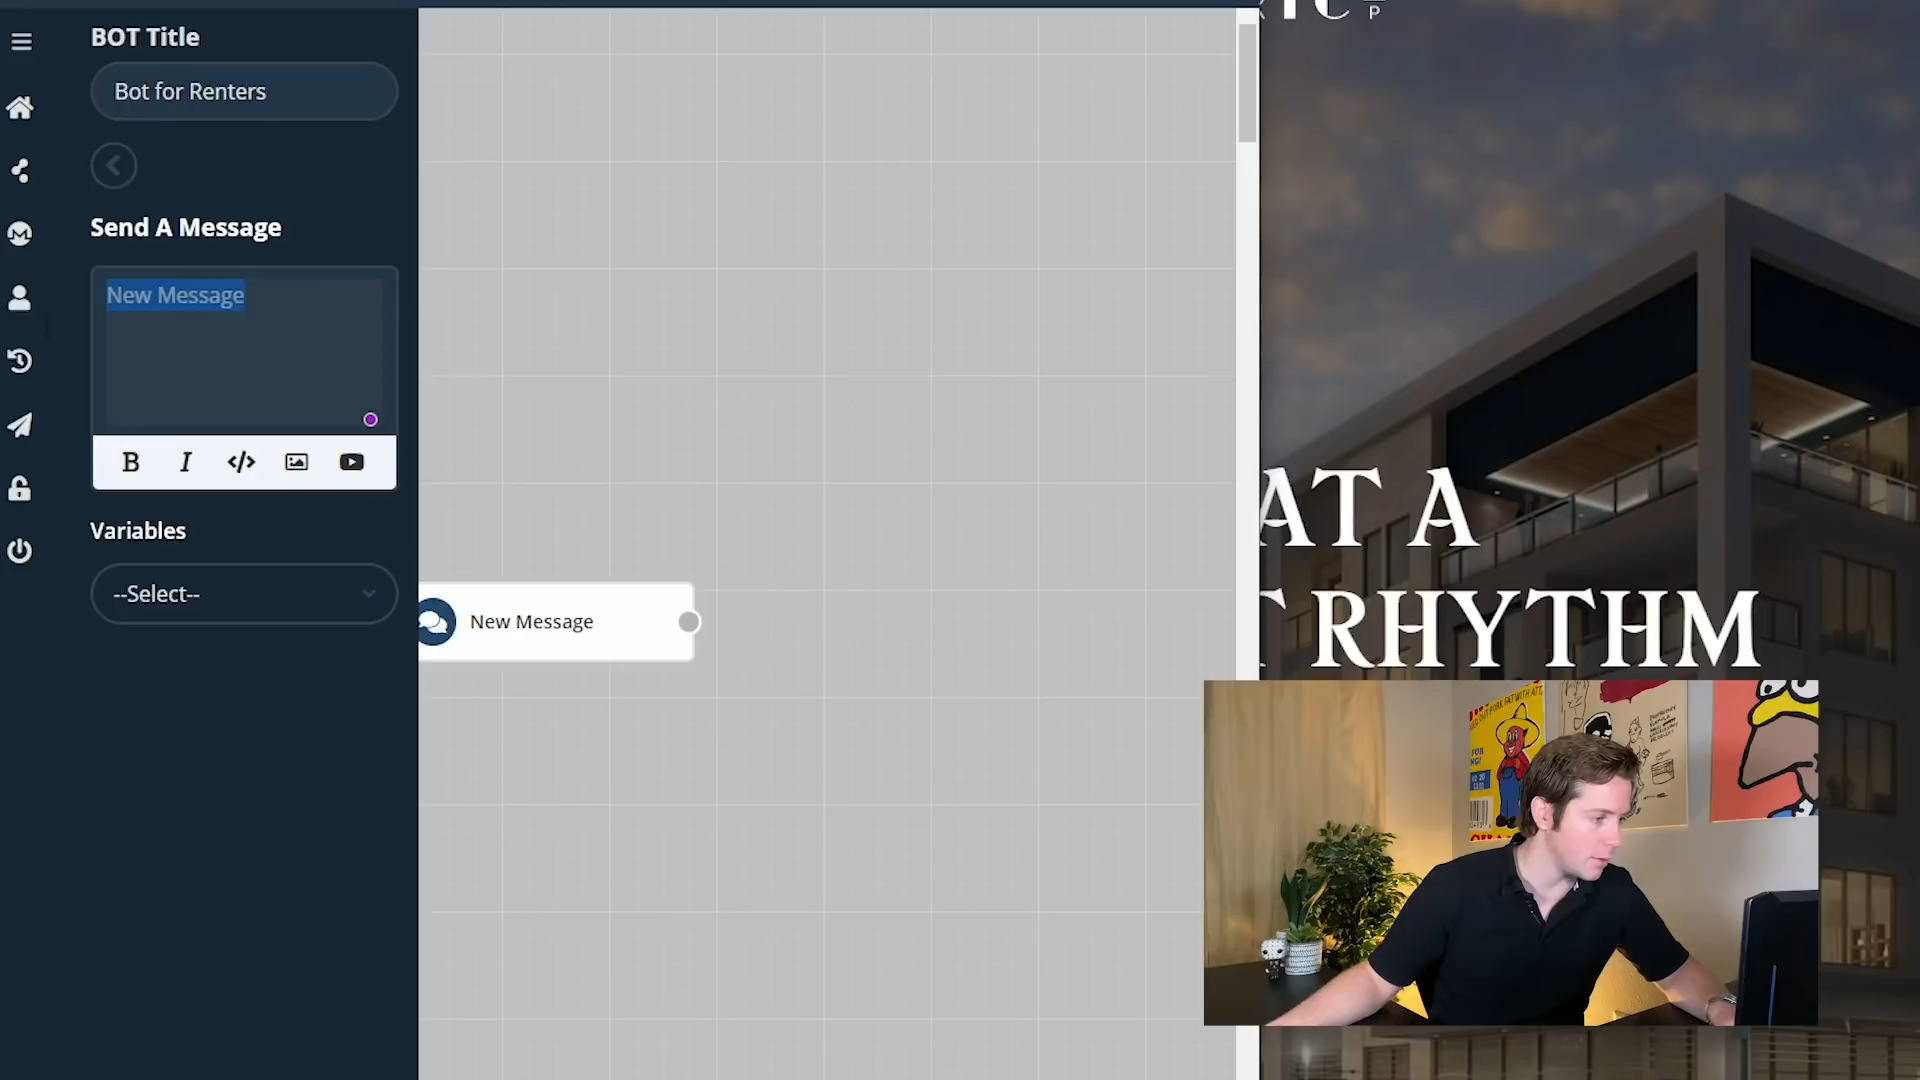 BOT Title
Bot for Renters
Send A Message
New Message
B I </>
Variables
--Select--
New Message
P
AT A
RHYTHM